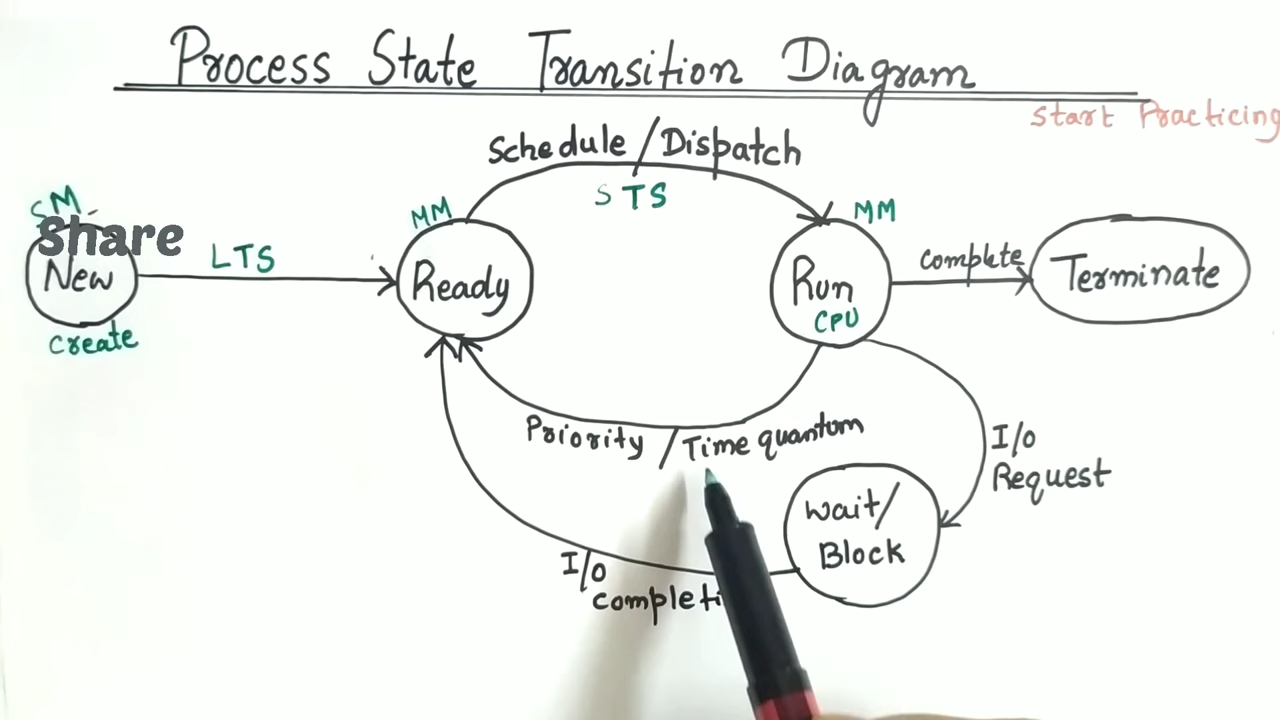 Process State Transition Diagram
Start Practicing
Schedule / Dispatch
STS
SM
Share
New
create
LTS
MM
Ready
MM
Run
CPU
complete
Terminate
Priority / Time quantum
I/O
Request
Wait/
Block
I/O
completi